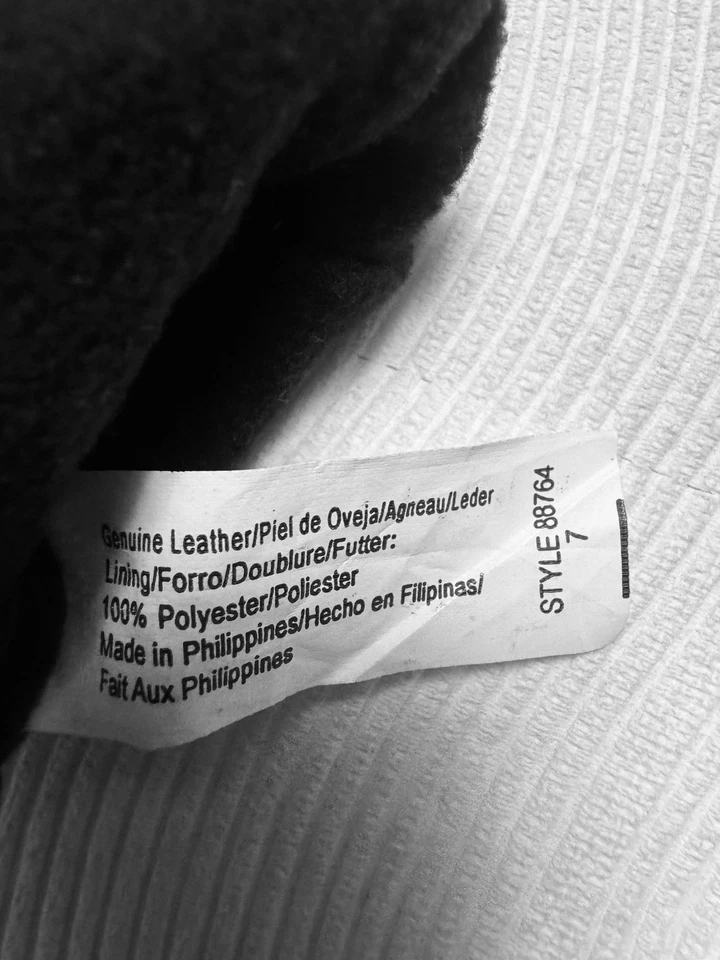 Genuine Leather/Piel de Oveja/Agneau/Leder
Lining/Forro/Doublure/Futter:
100% Polyester/Poliester
Made in Philippines/Hecho en Filipinas/
Fait Aux Philippines
STYLE 88764
7